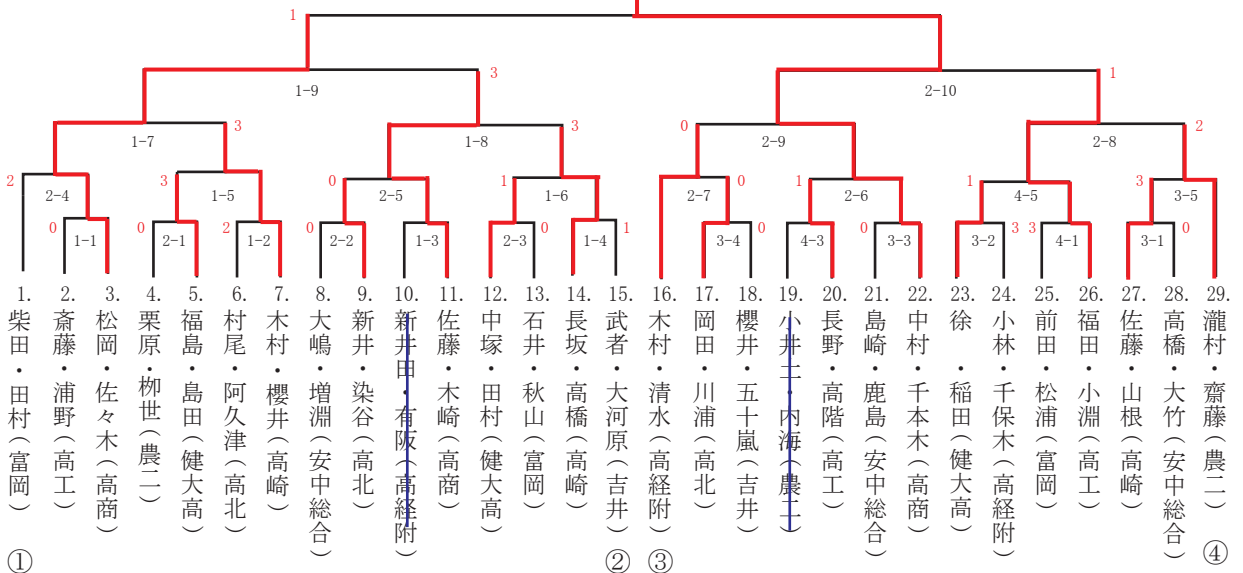 1
3
1
1-9
2-10
3
3
0
2
1-7
1-8
2-9
2-8
2
3
0
1
0
1
1
3
2-4
1-5
2-5
1-6
2-7
2-6
4-5
3-5
0
0
2
0
0
1
0
0
3
3
0
1-1
2-1
1-2
2-2
1-3
2-3
1-4
3-4
4-3
3-3
3-2
4-1
3-1
1. 柴田・田村(富岡)
2. 斎藤・浦野(高工)
3. 松岡・佐々木(高商)
4. 栗原・栁世(農二)
5. 福島・島田(健大高)
6. 村尾・阿久津(高北)
7. 木村・櫻井(高崎)
8. 大嶋・増淵(安中総合)
9. 新井・染谷(高北)
10. 新井田・有阪(高経附)
11. 佐藤・木崎(高商)
12. 中塚・田村(健大高)
13. 石井・秋山(富岡)
14. 長坂・高橋(高崎)
15. 武者・大河原(吉井)
16. 木村・清水(高経附)
17. 岡田・川浦(高北)
18. 櫻井・五十嵐(吉井)
19. 小井土・内海(農二)
20. 長野・高階(高工)
21. 島崎・鹿島(安中総合)
22. 中村・千本木(高商)
23. 徐 ・稲田(健大高)
24. 小林・千保木(高経附)
25. 前田・松浦(富岡)
26. 福田・小淵(高工)
27. 佐藤・山根(高崎)
28. 高橋・大竹(安中総合)
29. 瀧村・齋藤(農二)
①
②
③
④